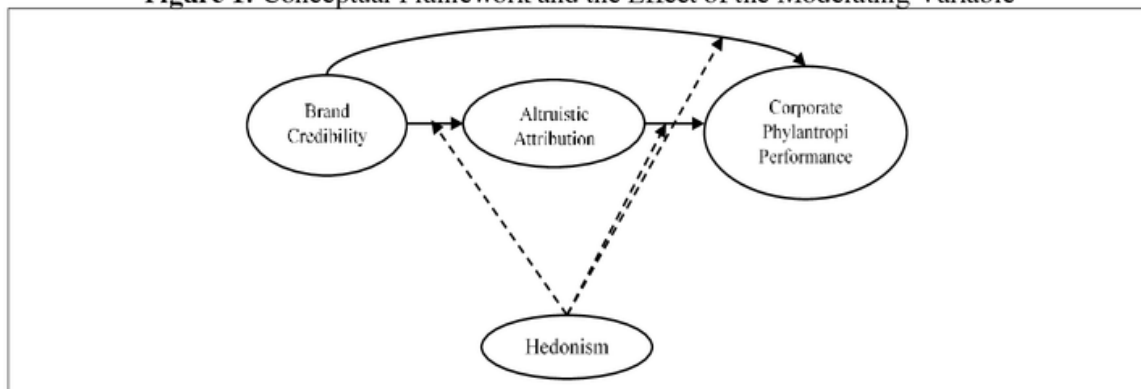 Figure 1: Conceptual Framework and the Effect of the Moderating Variable
Brand
Credibility
Altruistic
Attribution
Corporate
Phylantropi
Performance
Hedonism